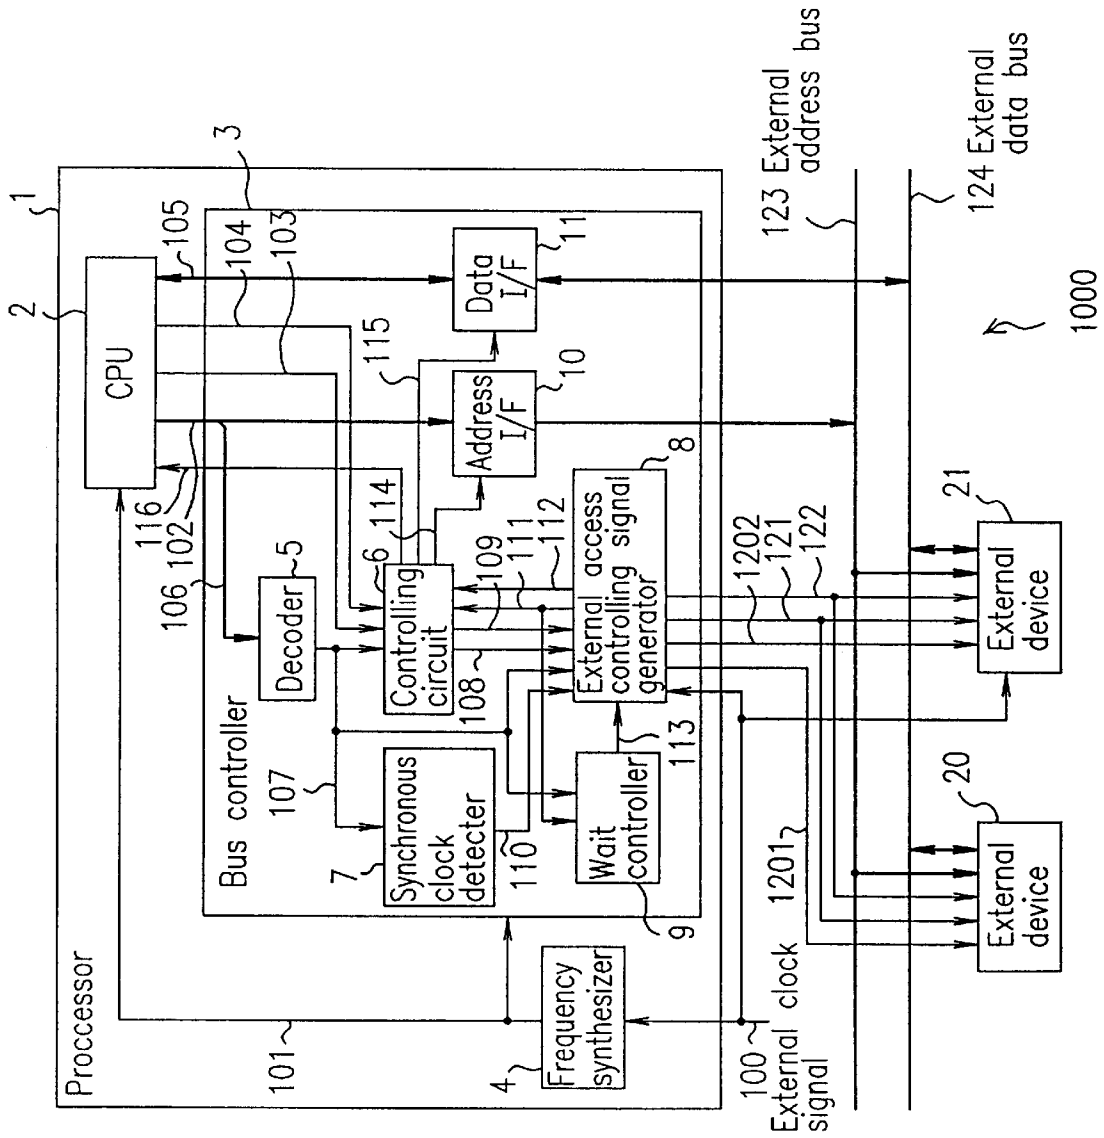 Proccessor
1
CPU
2
3
Bus controller
101
107
106
102
116
103
104
105
Decoder
5
7
Synchronous
clock
detecter
110
Controlling
circuit
6
108
109
111
112
114
115
Address
I/F
10
Data
I/F
11
Wait
controller
9
113
External access
controlling signal
generator
8
4
Frequency
synthesizer
100
External clock
signal
1201
1202
121
122
123 External
address bus
124 External
data bus
External
device
20
External
device
21
1000